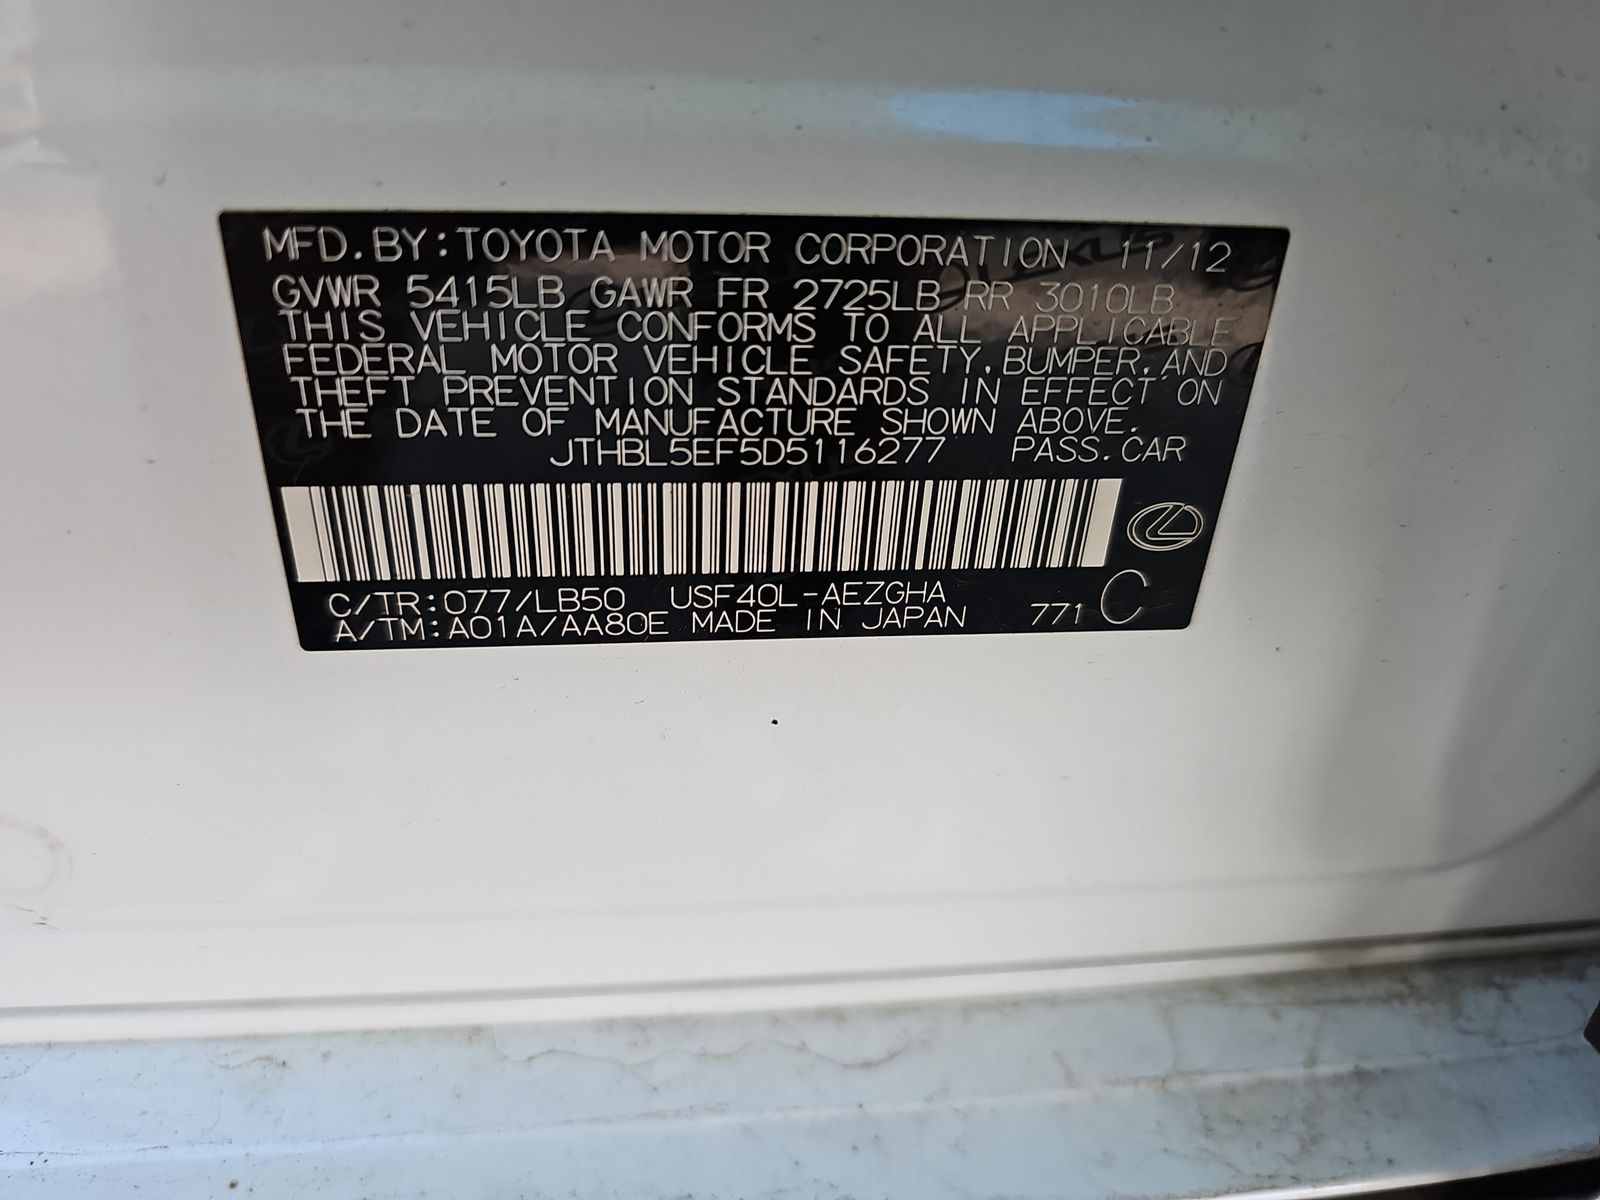 MFD.BY:TOYOTA MOTOR CORPORATION 11/12
GVWR 5415LB GAWR FR 2725LB RR 3010LB
THIS VEHICLE CONFORMS TO ALL APPLICABLE
FEDERAL MOTOR VEHICLE SAFETY,BUMPER,AND
THEFT PREVENTION STANDARDS IN EFFECT ON
THE DATE OF MANUFACTURE SHOWN ABOVE.
JTHBL5EF5D5116277 PASS.CAR
C/TR:077/LB50 USF40L-AEZGHA
A/TM:A01A/AA80E MADE IN JAPAN 771 C